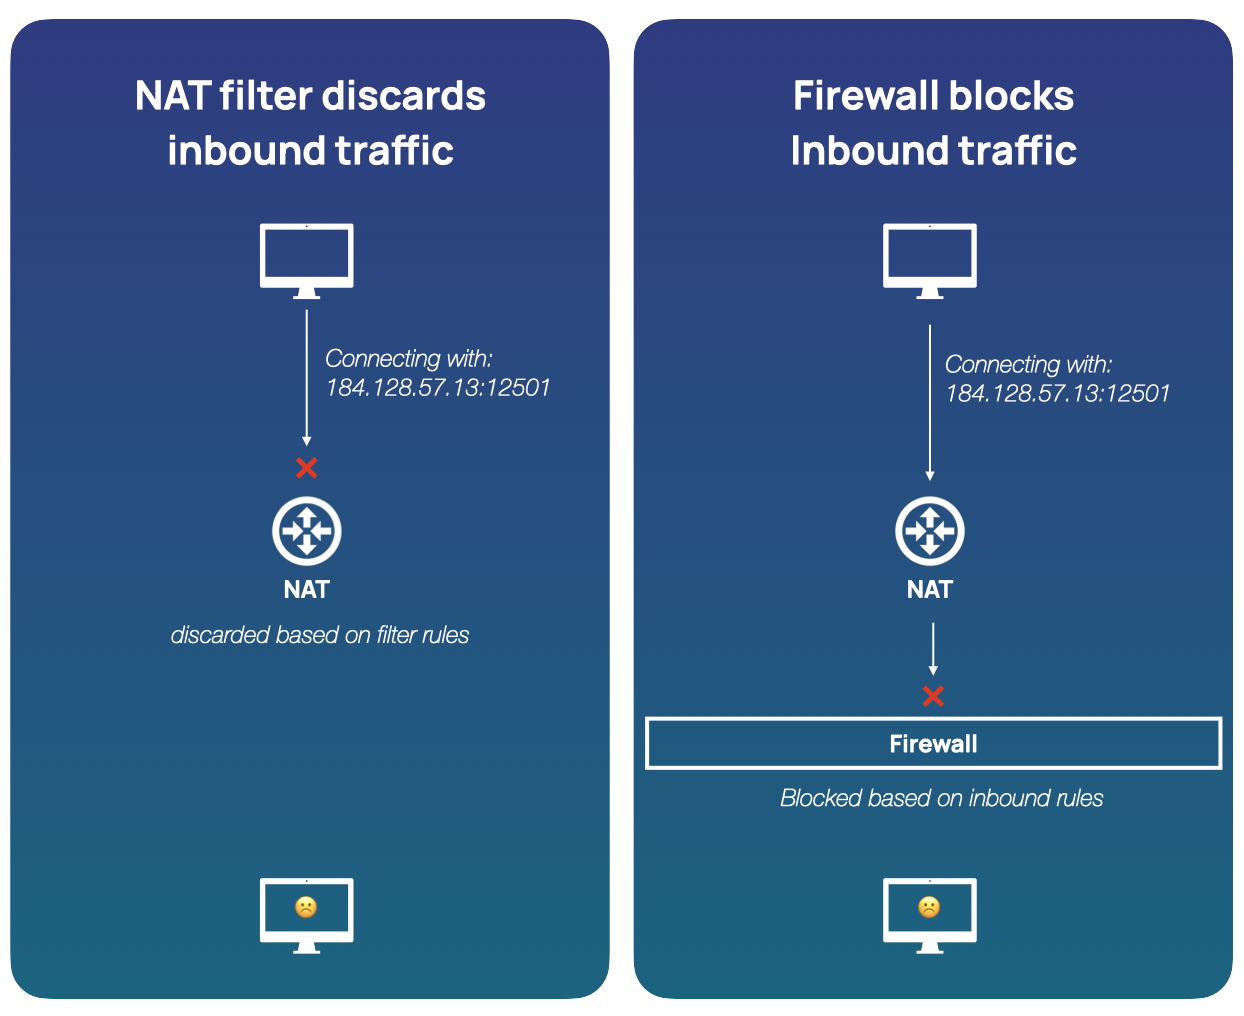 NAT filter discards
inbound traffic
Connecting with:
184.128.57.13:12501
NAT
discarded based on filter rules
Firewall blocks
Inbound traffic
Connecting with:
184.128.57.13:12501
NAT
Firewall
Blocked based on inbound rules